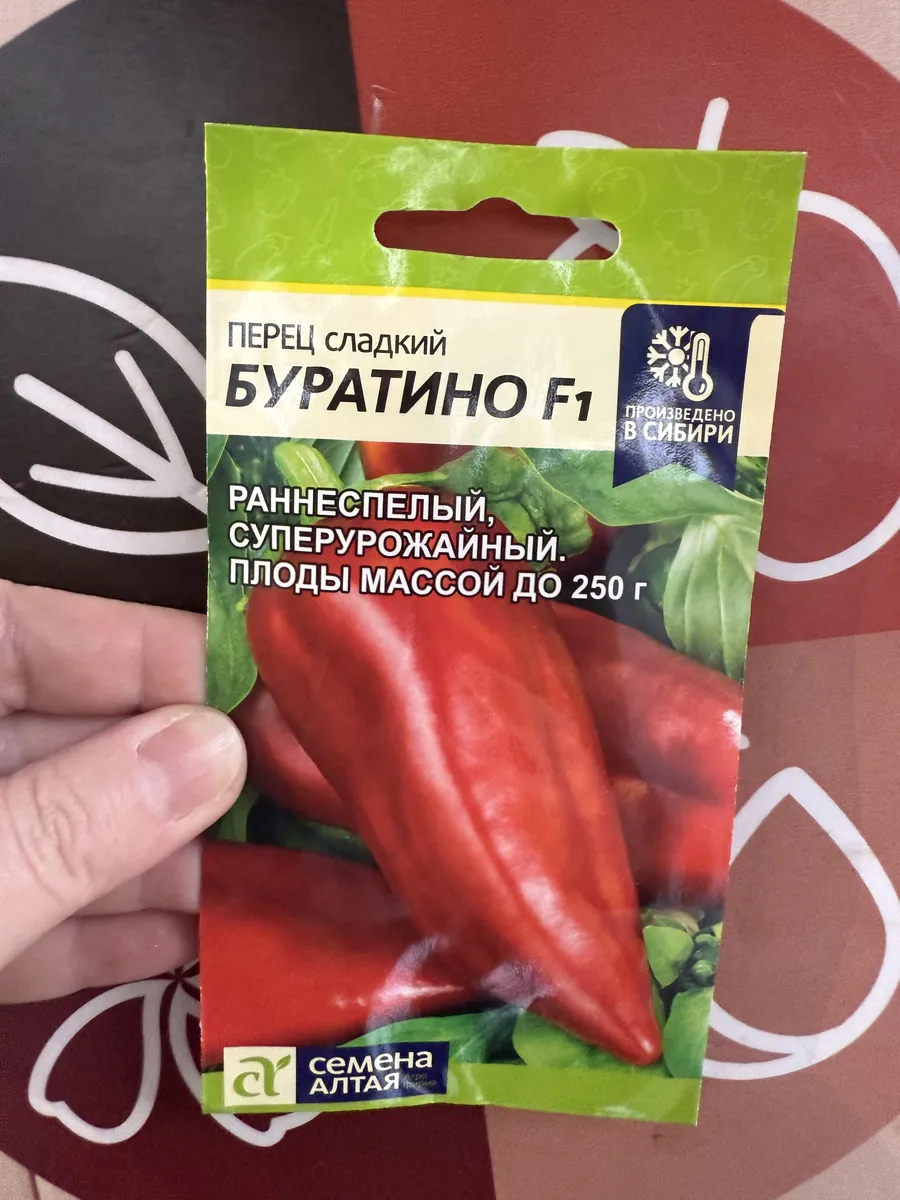 ПЕРЕЦ сладкий
БУРАТИНО F1
ПРОИЗВЕДЕНО
В СИБИРИ
РАННЕСПЕЛЫЙ,
СУПЕРУРОЖАЙНЫЙ.
ПЛОДЫ МАССОЙ ДО 250 г
семена
АЛТАЯ